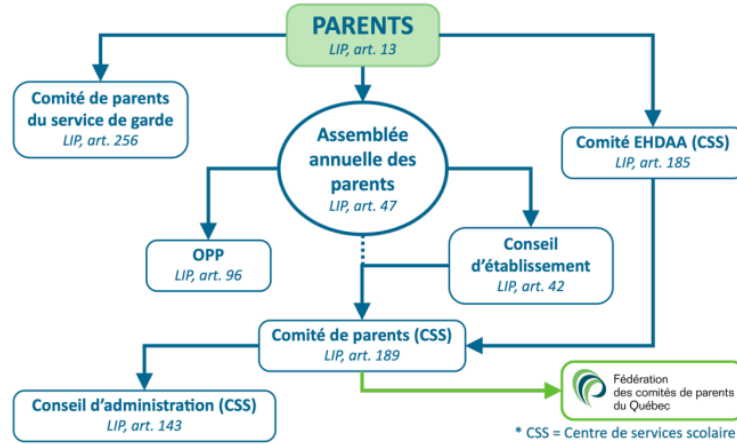 PARENTS
LIP, art. 13
Comité de parents
du service de garde
LIP, art. 256
Assemblée
annuelle des
parents
LIP, art. 47
Comité EHDAA (CSS)
LIP, art. 185
OPP
LIP, art. 96
Conseil
d'établissement
LIP, art. 42
Comité de parents (CSS)
LIP, art. 189
Conseil d'administration (CSS)
LIP, art. 143
Fédération
des comités de parents
du Québec
* CSS = Centre de services scolaire